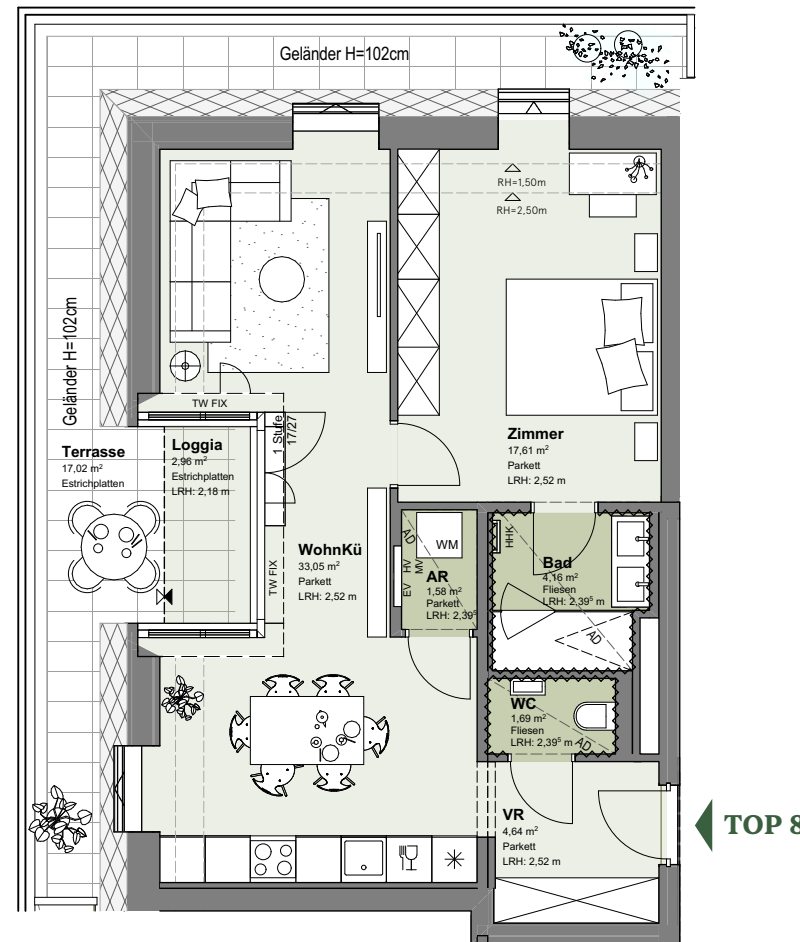 Geländer H=102cm
RH=1,50m
RH=2,50m
Geländer H=102cm
TW FIX
1 Stufe
17/27
Terrasse
17,02 m²
Estrichplatten
Loggia
2,96 m²
Estrichplatten
LRH: 2,18 m
Zimmer
17,61 m²
Parkett
LRH: 2,52 m
WohnKü
33,05 m²
Parkett
LRH: 2,52 m
TW FIX
AD
WM
EV HV
MV
AR
1,58 m²
Parkett
LRH: 2,39⁵
HHK
Bad
4,16 m²
Fliesen
LRH: 2,39⁵ m
AD
WC
1,69 m²
Fliesen
LRH: 2,39⁵ m
AD
VR
4,64 m²
Parkett
LRH: 2,52 m
TOP 8